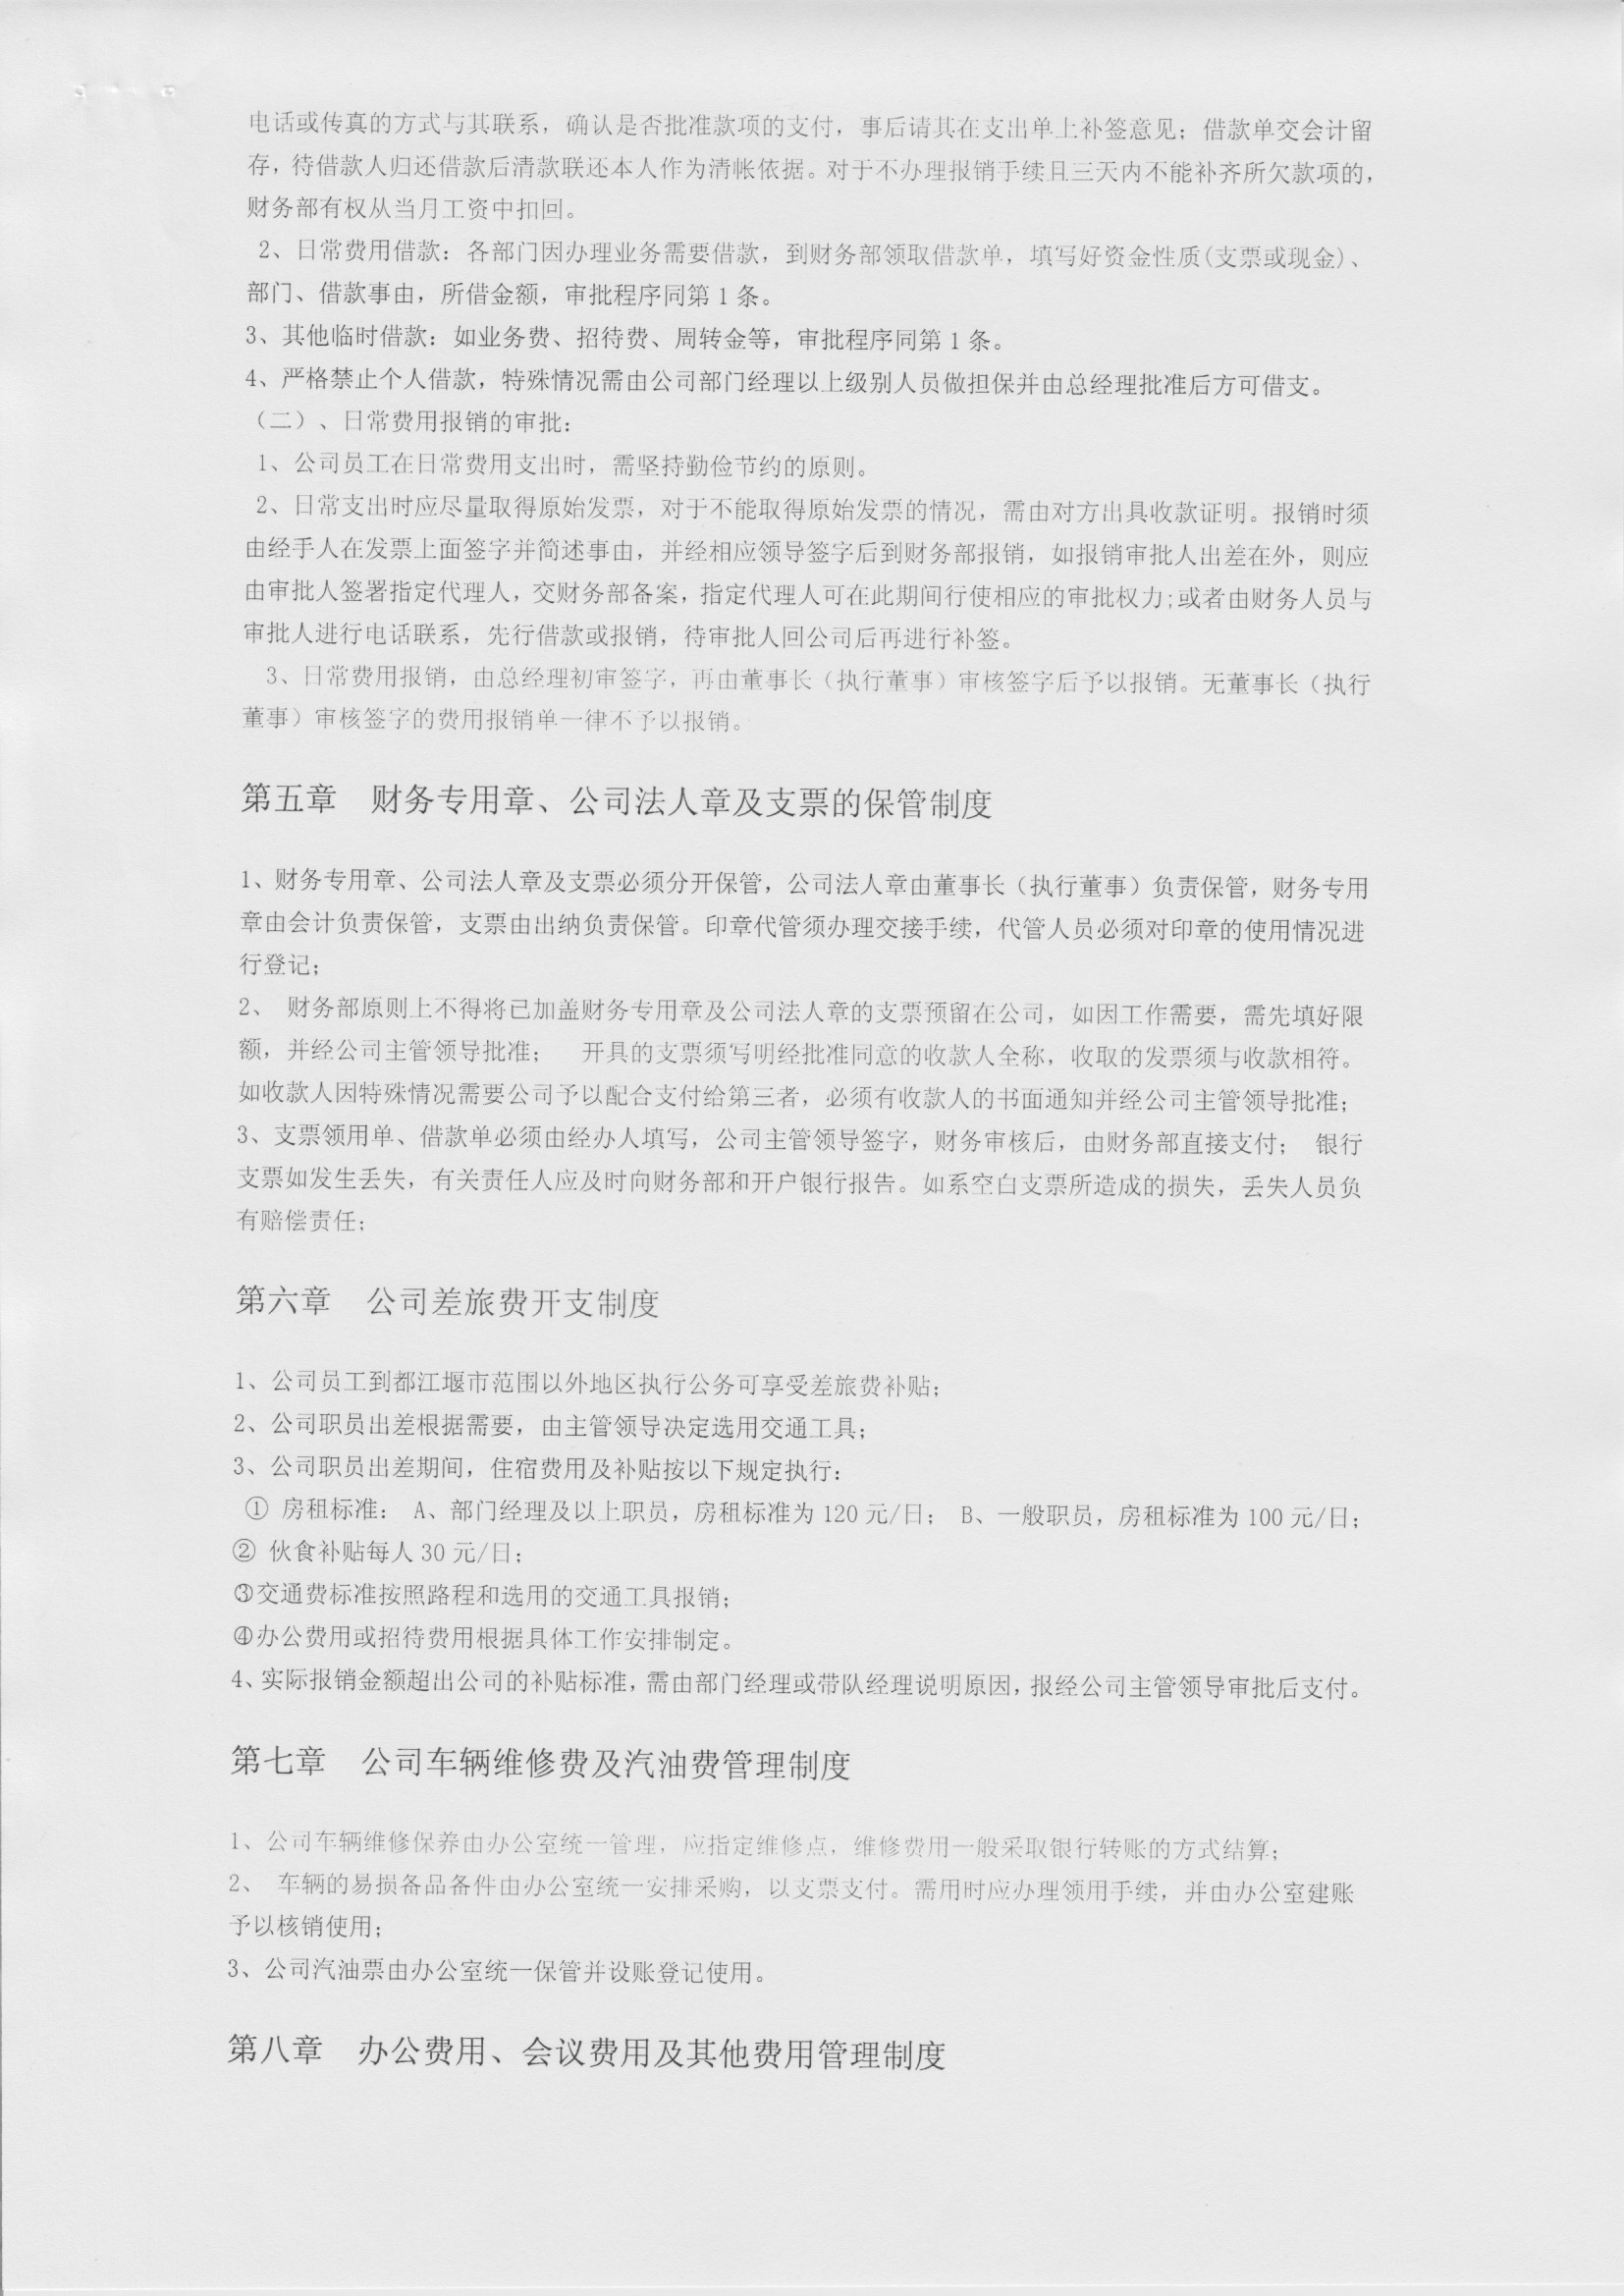 电话或传真的方式与其联系，确认是否批准款项的支付，事后请其在支出单上补签意见；借款单交会计留
存，待借款人归还借款后清款联还本人作为清帐依据。对于不办理报销手续且三天内不能补齐所欠款项的，
财务部有权从当月工资中扣回。
2、日常费用借款：各部门因办理业务需要借款，到财务部领取借款单，填写好资金性质(支票或现金)、
部门、借款事由，所借金额，审批程序同第 1 条。
3、其他临时借款：如业务费、招待费、周转金等，审批程序同第 1 条。
4、严格禁止个人借款，特殊情况需由公司部门经理以上级别人员做担保并由总经理批准后方可借支。
（二）、日常费用报销的审批：
1、公司员工在日常费用支出时，需坚持勤俭节约的原则。
2、日常支出时应尽量取得原始发票，对于不能取得原始发票的情况，需由对方出具收款证明。报销时须
由经手人在发票上面签字并简述事由，并经相应领导签字后到财务部报销，如报销审批人出差在外，则应
由审批人签署指定代理人，交财务部备案，指定代理人可在此期间行使相应的审批权力;或者由财务人员与
审批人进行电话联系，先行借款或报销，待审批人回公司后再进行补签。
3、日常费用报销，由总经理初审签字，再由董事长（执行董事）审核签字后予以报销。无董事长（执行
董事）审核签字的费用报销单一律不予以报销。
第五章 财务专用章、公司法人章及支票的保管制度
1、财务专用章、公司法人章及支票必须分开保管，公司法人章由董事长（执行董事）负责保管，财务专用
章由会计负责保管，支票由出纳负责保管。印章代管须办理交接手续，代管人员必须对印章的使用情况进
行登记；
2、 财务部原则上不得将已加盖财务专用章及公司法人章的支票预留在公司，如因工作需要，需先填好限
额，并经公司主管领导批准； 开具的支票须写明经批准同意的收款人全称，收取的发票须与收款相符。
如收款人因特殊情况需要公司予以配合支付给第三者，必须有收款人的书面通知并经公司主管领导批准；
3、支票领用单、借款单必须由经办人填写，公司主管领导签字，财务审核后，由财务部直接支付； 银行
支票如发生丢失，有关责任人应及时向财务部和开户银行报告。如系空白支票所造成的损失，丢失人员负
有赔偿责任；
第六章 公司差旅费开支制度
1、公司员工到都江堰市范围以外地区执行公务可享受差旅费补贴；
2、公司职员出差根据需要，由主管领导决定选用交通工具；
3、公司职员出差期间，住宿费用及补贴按以下规定执行：
① 房租标准： A、部门经理及以上职员，房租标准为 120 元/日； B、一般职员，房租标准为 100 元/日；
② 伙食补贴每人 30 元/日；
③交通费标准按照路程和选用的交通工具报销；
④办公费用或招待费用根据具体工作安排制定。
4、实际报销金额超出公司的补贴标准，需由部门经理或带队经理说明原因，报经公司主管领导审批后支付。
第七章 公司车辆维修费及汽油费管理制度
1、公司车辆维修保养由办公室统一管理，应指定维修点，维修费用一般采取银行转账的方式结算；
2、 车辆的易损备品备件由办公室统一安排采购，以支票支付。需用时应办理领用手续，并由办公室建账
予以核销使用；
3、公司汽油票由办公室统一保管并设账登记使用。
第八章 办公费用、会议费用及其他费用管理制度